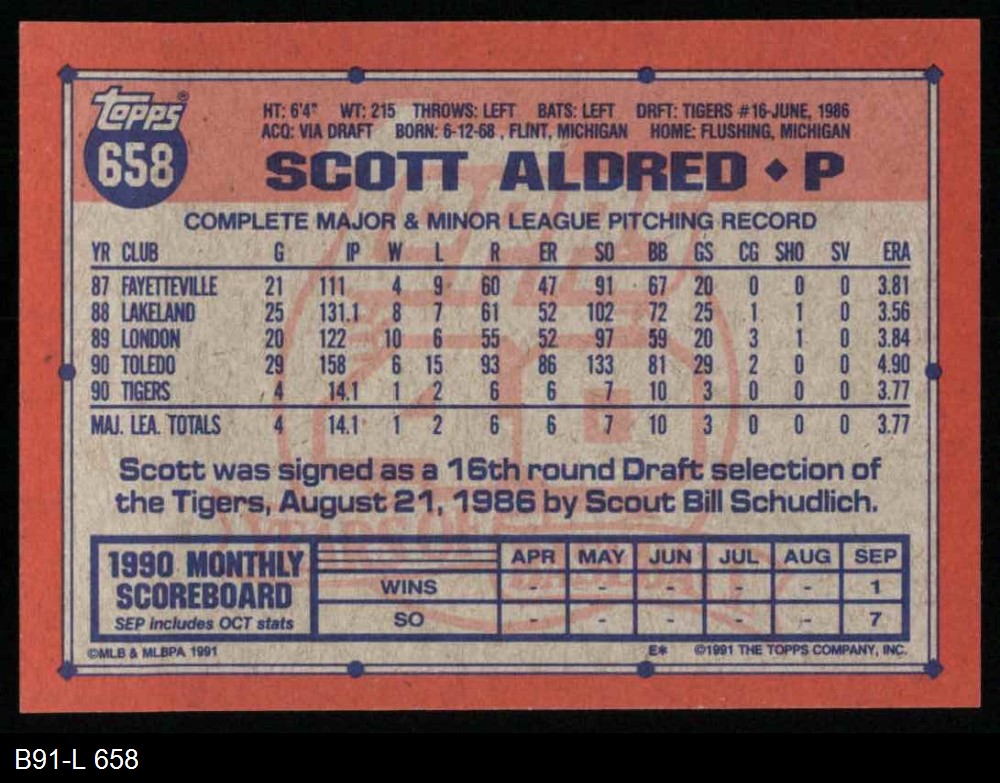 Topps®
658
HT: 6'4" WT: 215 THROWS: LEFT BATS: LEFT DRFT: TIGERS #16-JUNE, 1986
ACQ: VIA DRAFT BORN: 6-12-68, FLINT, MICHIGAN HOME: FLUSHING, MICHIGAN
SCOTT ALDRED ◆ P
COMPLETE MAJOR & MINOR LEAGUE PITCHING RECORD
YR CLUB G IP W L R ER SO BB GS CG SHO SV ERA
87 FAYETTEVILLE 21 111 4 9 60 47 91 67 20 0 0 0 3.81
88 LAKELAND 25 131.1 8 7 61 52 102 72 25 1 1 0 3.56
89 LONDON 20 122 10 6 55 52 97 59 20 3 1 0 3.84
90 TOLEDO 29 158 6 15 93 86 133 81 29 2 0 0 4.90
90 TIGERS 4 14.1 1 2 6 6 7 10 3 0 0 0 3.77
MAJ. LEA. TOTALS 4 14.1 1 2 6 6 7 10 3 0 0 0 3.77
Scott was signed as a 16th round Draft selection of
the Tigers, August 21, 1986 by Scout Bill Schudlich.
1990 MONTHLY
SCOREBOARD
SEP includes OCT stats
APR MAY JUN JUL AUG SEP
WINS - - - - - 1
SO - - - - - 7
©MLB & MLBPA 1991 E* ©1991 THE TOPPS COMPANY, INC.
B91-L 658